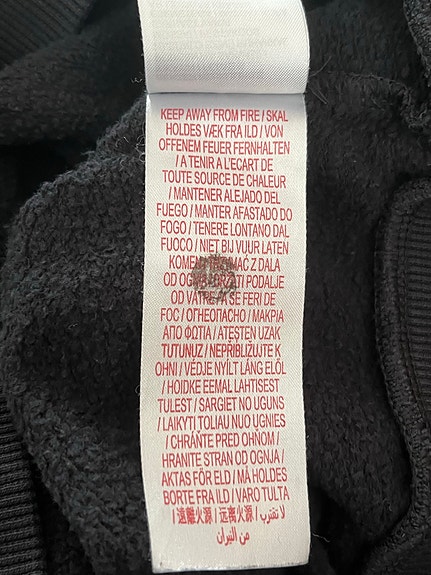 KEEP AWAY FROM FIRE / SKAL
HOLDES VÆK FRA ILD / VON
OFFENEM FEUER FERNHALTEN
/ A TENIR A L'ECART DE
TOUTE SOURCE DE CHALEUR
/ MANTENER ALEJADO DEL
FUEGO / MANTER AFASTADO DO
FOGO / TENERE LONTANO DAL
FUOCO / NIET BIJ VUUR LATEN
Z DALA
OD PODALJE
OD SE FERI DE
FOC / ОГНЕОПАСНО / ΜΑΚΡΙΑ
ΑΠΟ ΦΩΤΙΑ / ATEŞTEN UZAK
TUTUNUZ / NEPŘIBLIŽUJTE K
OHNI / VÉDJE NYÍLT LÁNG ELŐL
/ HOIDKE EEMAL LAHTISEST
TULEST / SARGIET NO UGUNS
/ LAIKYTI TOLIAU NUO UGNIES
/ CHRÁŇTE PRED OHŇOM /
HRANITE STRAN OD OGNJA /
AKTAS FÖR ELD / MÅ HOLDES
BORTE FRA ILD / VARO TULTA
/ 遠離火源 / 远离火源 / لا تقترب
من النيران